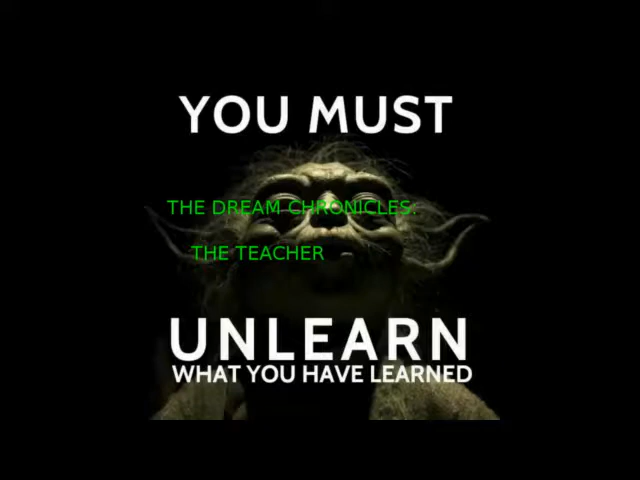 YOU MUST
THE DREAM CHRONICLES:
THE TEACHER
UNLEARN
WHAT YOU HAVE LEARNED